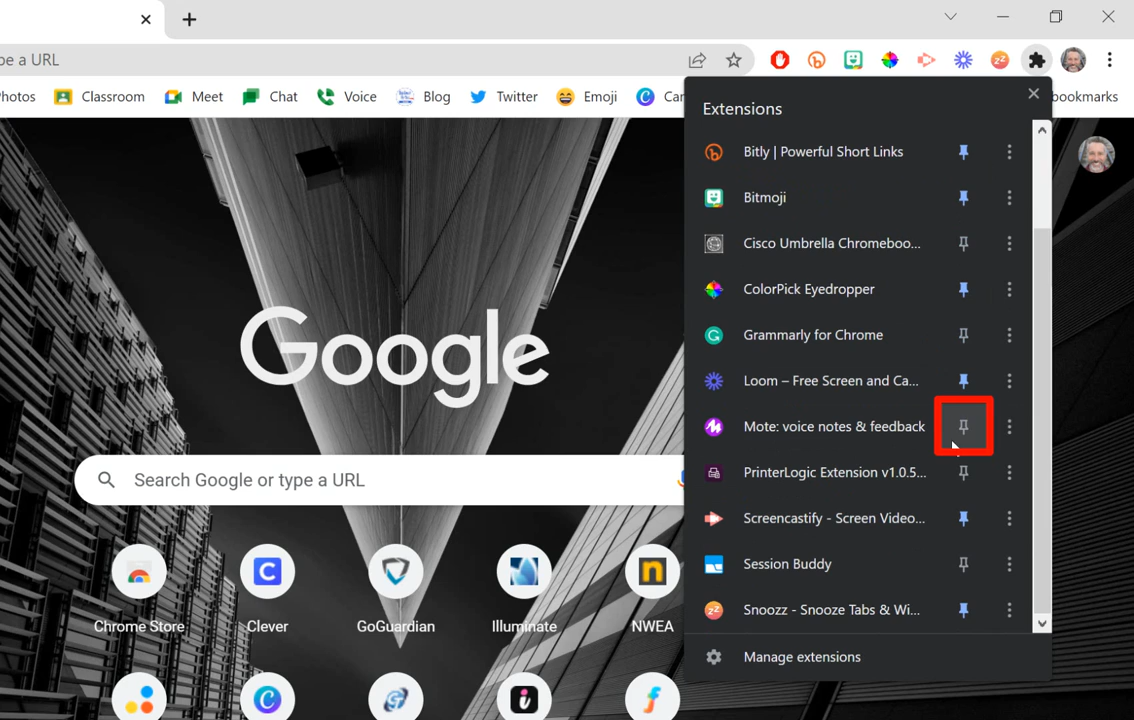 pe a URL
Photos
Classroom
Meet
Chat
Voice
Blog
Twitter
Emoji
Car
bookmarks
Extensions
Bitly | Powerful Short Links
Bitmoji
Cisco Umbrella Chromeboo...
ColorPick Eyedropper
Grammarly for Chrome
Loom – Free Screen and Ca...
Mote: voice notes & feedback
PrinterLogic Extension v1.0.5...
Screencastify - Screen Video...
Session Buddy
Snoozz - Snooze Tabs & Wi...
Manage extensions
Google
Search Google or type a URL
Chrome Store
Clever
GoGuardian
Illuminate
NWEA